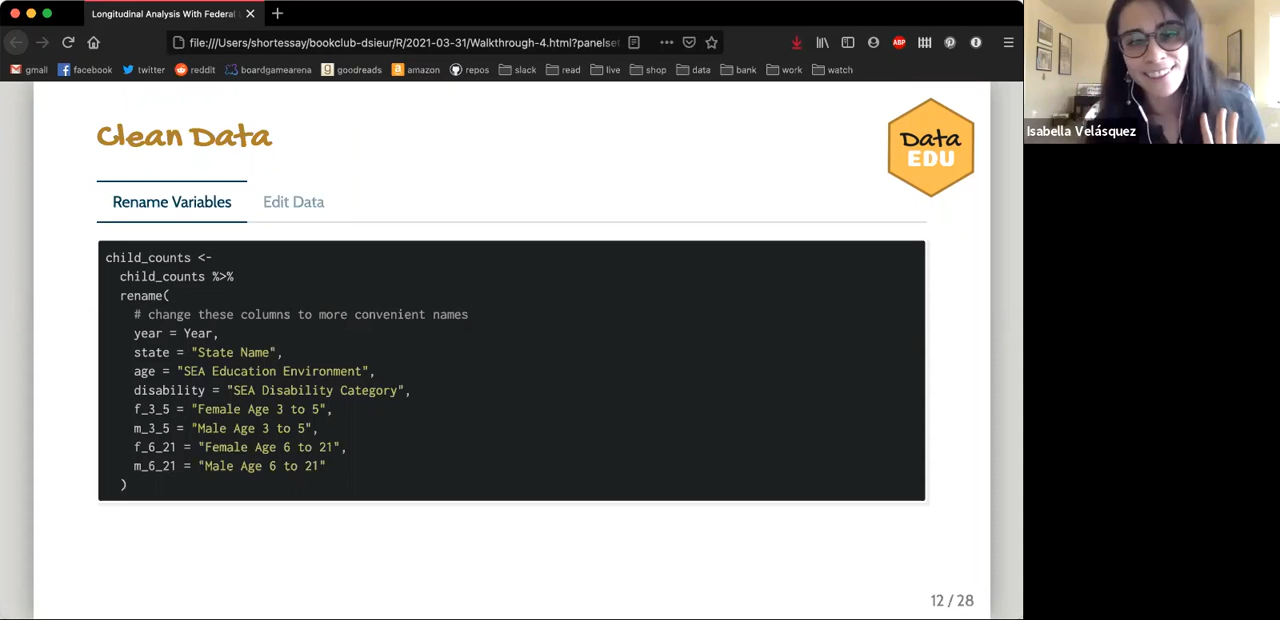 Longitudinal Analysis With Federal
file:///Users/shortessay/bookclub-dsieur/R/2021-03-31/Walkthrough-4.html?panelset
ABP
gmail facebook twitter reddit boardgamearena goodreads amazon repos slack read live shop data bank work watch
Isabella Velásquez
Clean Data
Data
EDU
Rename Variables Edit Data
child_counts <-
child_counts %>%
rename(
# change these columns to more convenient names
year = Year,
state = "State Name",
age = "SEA Education Environment",
disability = "SEA Disability Category",
f_3_5 = "Female Age 3 to 5",
m_3_5 = "Male Age 3 to 5",
f_6_21 = "Female Age 6 to 21",
m_6_21 = "Male Age 6 to 21"
)
12 / 28